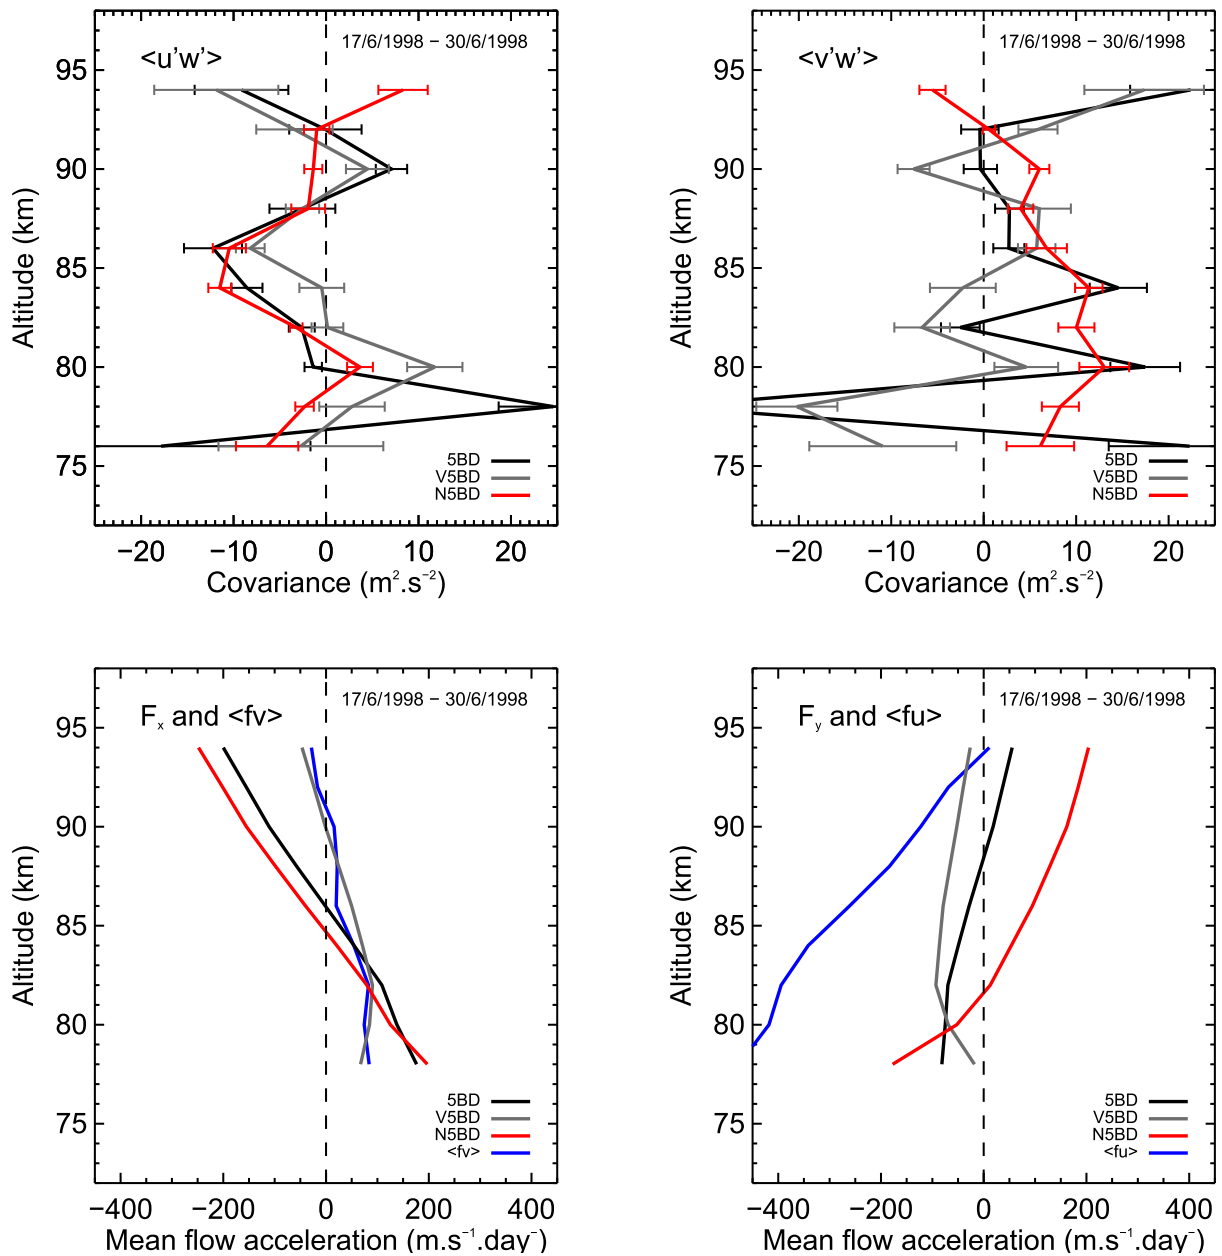 <u'w'>
17/6/1998 − 30/6/1998
95
90
85
80
75
Altitude (km)
5BD
V5BD
N5BD
−20 −10 0 10 20
Covariance (m².s⁻²)
<v'w'>
17/6/1998 − 30/6/1998
95
90
85
80
75
Altitude (km)
5BD
V5BD
N5BD
−20 −10 0 10 20
Covariance (m².s⁻²)
Fₓ and <fv>
17/6/1998 − 30/6/1998
95
90
85
80
75
Altitude (km)
5BD
V5BD
N5BD
<fv>
−400 −200 0 200 400
Mean flow acceleration (m.s⁻¹.day⁻)
F_y and <fu>
17/6/1998 − 30/6/1998
95
90
85
80
75
Altitude (km)
5BD
V5BD
N5BD
<fu>
−400 −200 0 200 400
Mean flow acceleration (m.s⁻¹.day⁻)